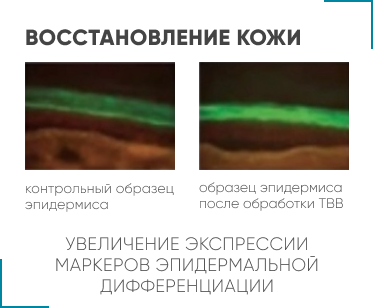 ВОССТАНОВЛЕНИЕ КОЖИ
контрольный образец
эпидермиса
образец эпидермиса
после обработки ТВВ
УВЕЛИЧЕНИЕ ЭКСПРЕССИИ
МАРКЕРОВ ЭПИДЕРМАЛЬНОЙ
ДИФФЕРЕНЦИАЦИИ